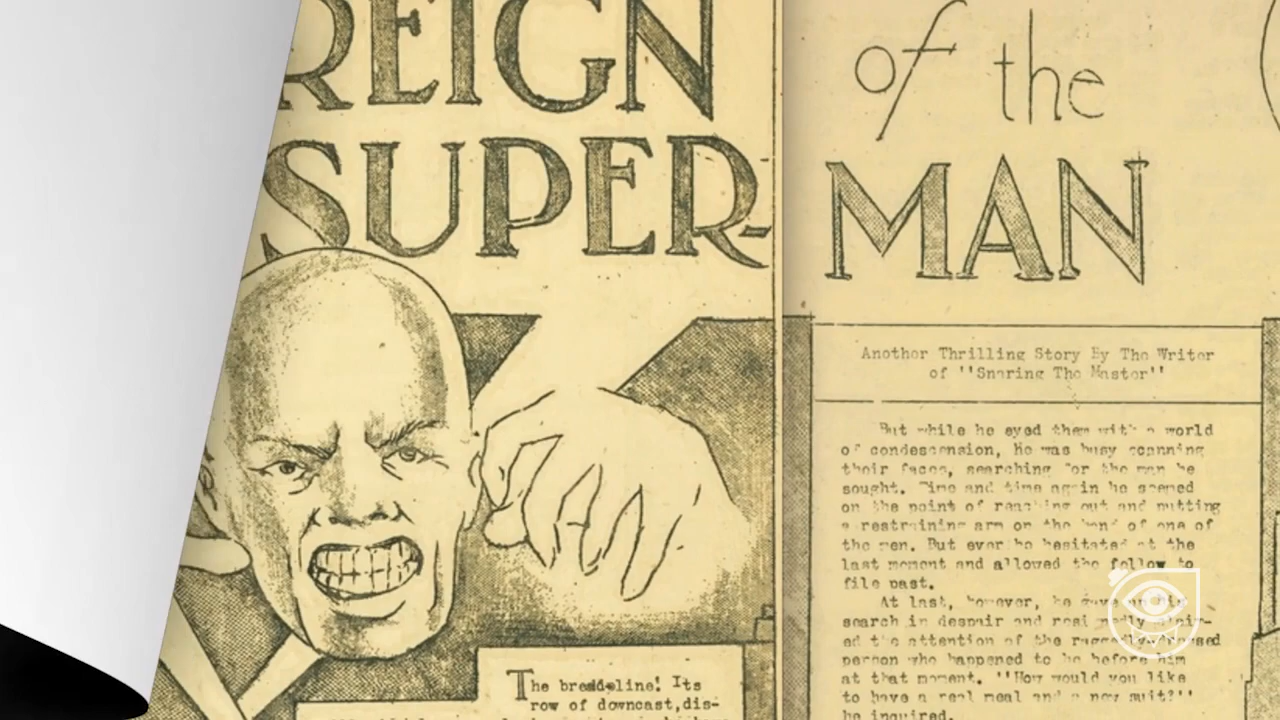 REIGN
SUPER-
The breadline! Its
row of downcast,dis-
of the
MAN
Another Thrilling Story By The Writer
of ''Snaring The Master''
But while he eyed them with a world
of condescension, he was busy scanning
their faces, searching for the man he
sought. Time and time again he seemed
on the point of reaching out and putting
a restraining arm on the hand of one of
the men. But ever he hesitated at the
last moment and allowed the fellow to
file past.
At last, however, he gave up his
search in despair and resignedly attract-
ed the attention of the raggedly-dressed
person who happened to be before him
at that moment. ''How would you like
to have a real meal and a new suit?''
he inquired.